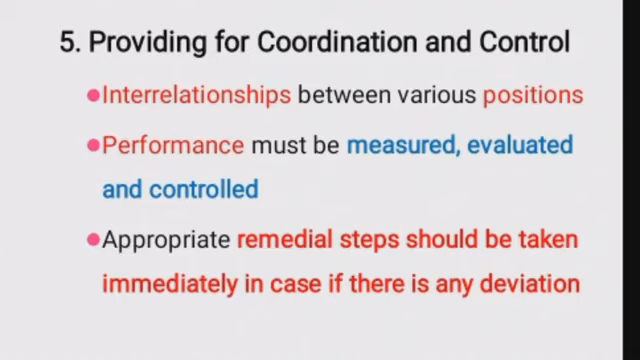 5. Providing for Coordination and Control
●Interrelationships between various positions
●Performance must be measured, evaluated
and controlled
●Appropriate remedial steps should be taken
immediately in case if there is any deviation